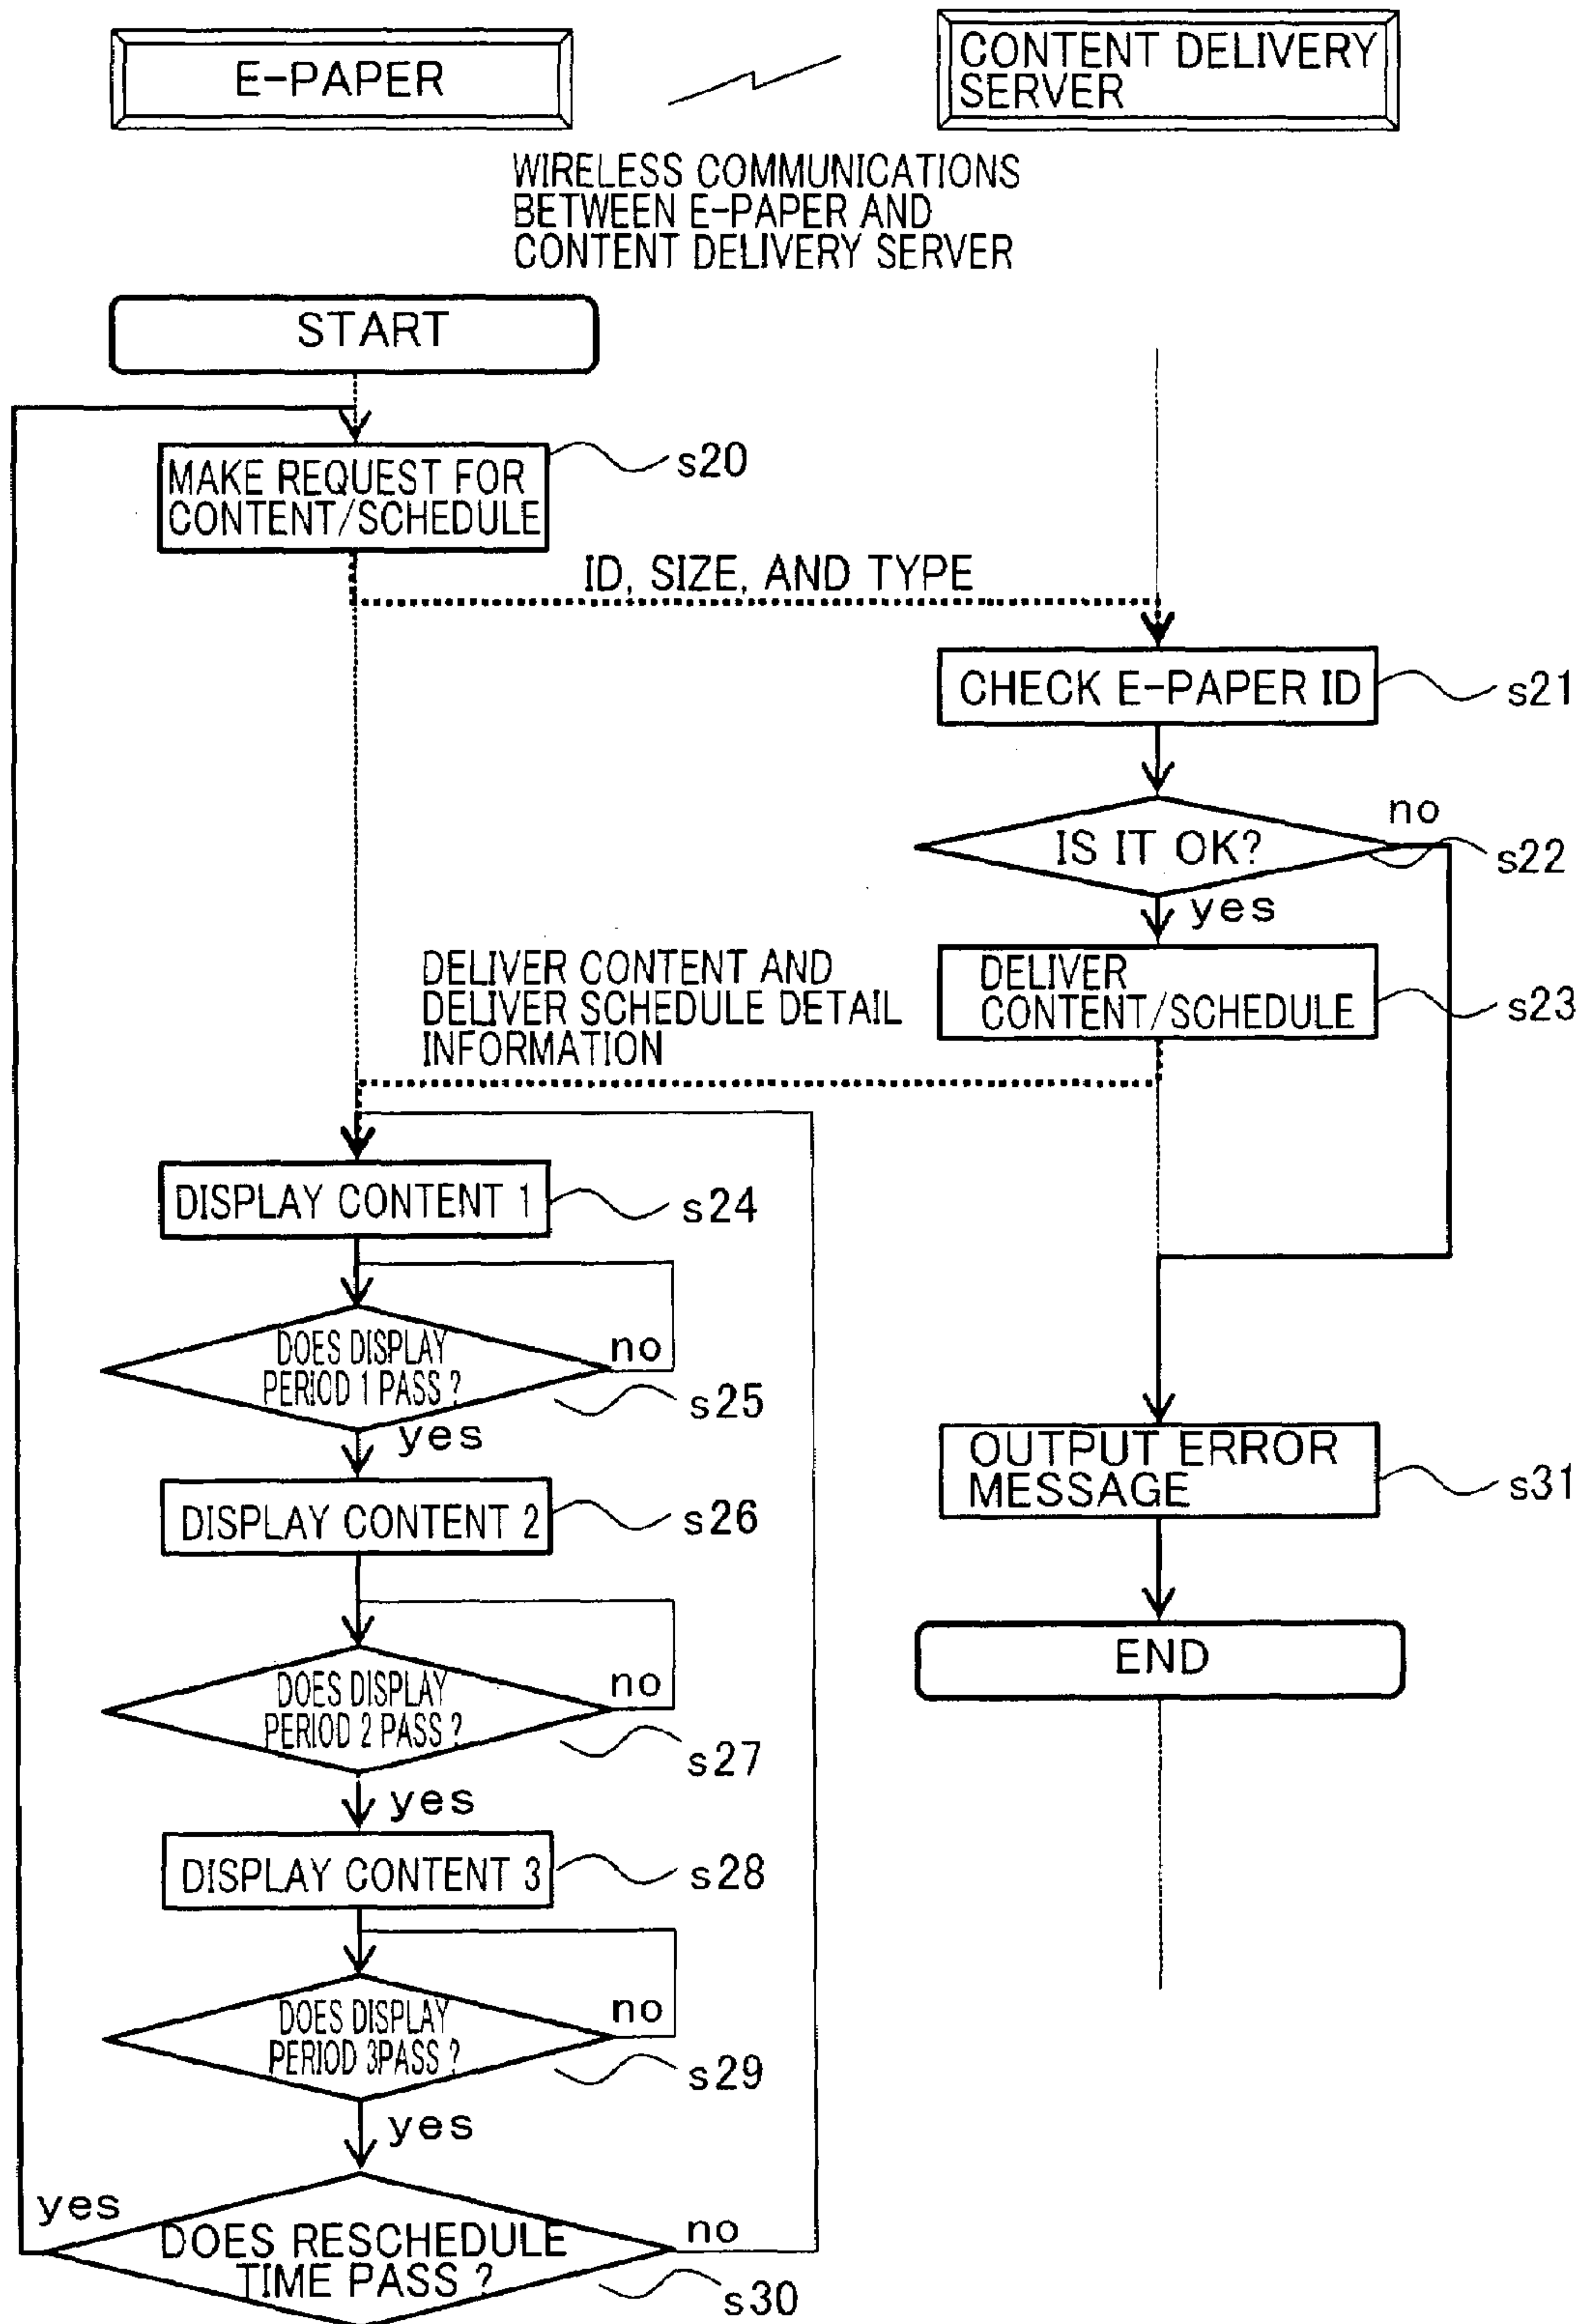 E-PAPER
CONTENT DELIVERY
SERVER
WIRELESS COMMUNICATIONS
BETWEEN E-PAPER AND
CONTENT DELIVERY SERVER
START
MAKE REQUEST FOR
CONTENT/SCHEDULE
s20
ID, SIZE, AND TYPE
CHECK E-PAPER ID
s21
IS IT OK?
no
s22
yes
DELIVER CONTENT AND
DELIVER SCHEDULE DETAIL
INFORMATION
DELIVER
CONTENT/SCHEDULE
s23
DISPLAY CONTENT 1
s24
DOES DISPLAY
PERIOD 1 PASS ?
no
s25
yes
OUTPUT ERROR
MESSAGE
s31
DISPLAY CONTENT 2
s26
END
DOES DISPLAY
PERIOD 2 PASS ?
no
s27
yes
DISPLAY CONTENT 3
s28
DOES DISPLAY
PERIOD 3PASS ?
no
s29
yes
yes
DOES RESCHEDULE
TIME PASS ?
no
s30